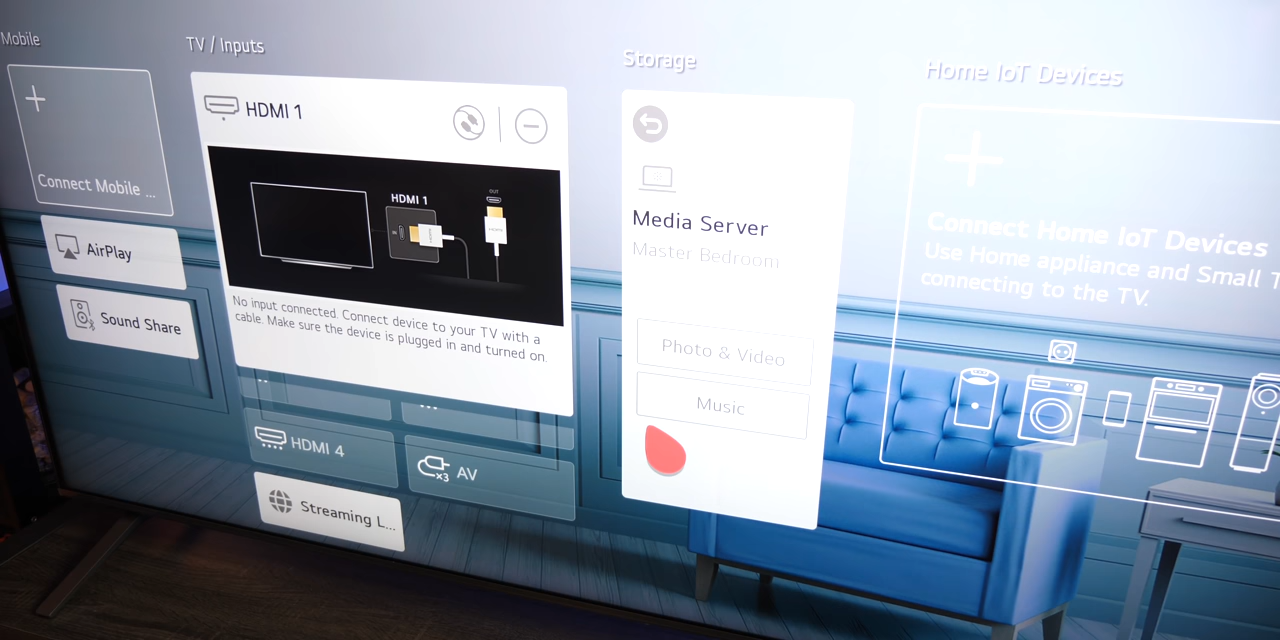 Mobile
TV / Inputs
Storage
Home IoT Devices
Connect Mobile ...
AirPlay
Sound Share
HDMI 1
HDMI 1
OUT
No input connected. Connect device to your TV with a
cable. Make sure the device is plugged in and turned on.
HDMI 4
x3 AV
Streaming L...
Media Server
Master Bedroom
Photo & Video
Music
Connect Home IoT Devices
Use Home appliance and Small T
connecting to the TV.